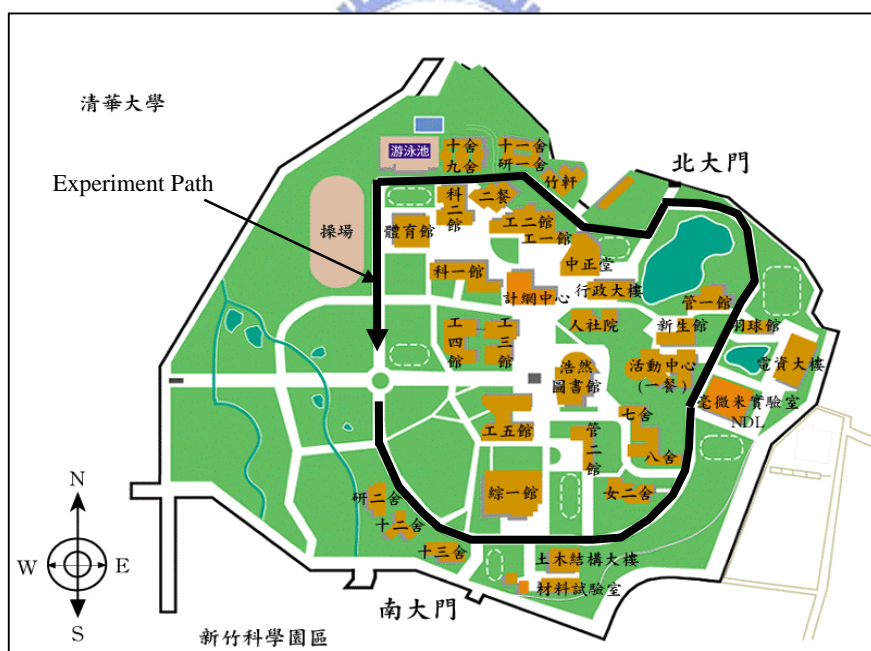 清華大學
北大門
游泳池
十舍
九舍
十一舍
研一舍
竹軒
Experiment Path
操場
體育館
科二館
二餐
工二館
工一館
中正堂
科一館
計網中心
行政大樓
管一館
人社院
新生館
羽球館
工四館
工三館
浩然
圖書館
活動中心
(一餐)
電資大樓
毫微米實驗室
NDL
七舍
八舍
工五館
管二館
綜一館
女二舍
研二舍
十二舍
十三舍
土木結構大樓
材料試驗室
南大門
新竹科學園區
N
W
E
S